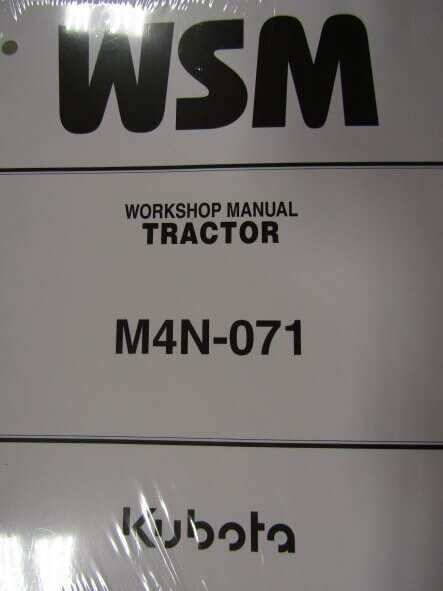 WSM
WORKSHOP MANUAL
TRACTOR
M4N-071
Kubota